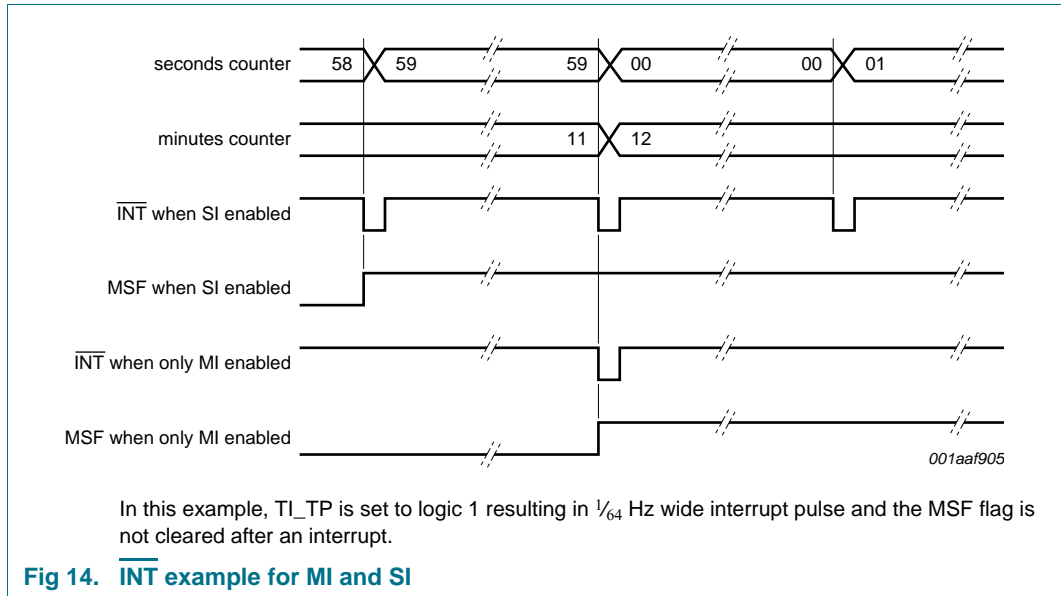 seconds counter 58 59 59 00 00 01
minutes counter 11 12
INT when SI enabled
MSF when SI enabled
INT when only MI enabled
MSF when only MI enabled
001aaf905
In this example, TI_TP is set to logic 1 resulting in 1⁄64 Hz wide interrupt pulse and the MSF flag is
not cleared after an interrupt.
Fig 14. INT example for MI and SI